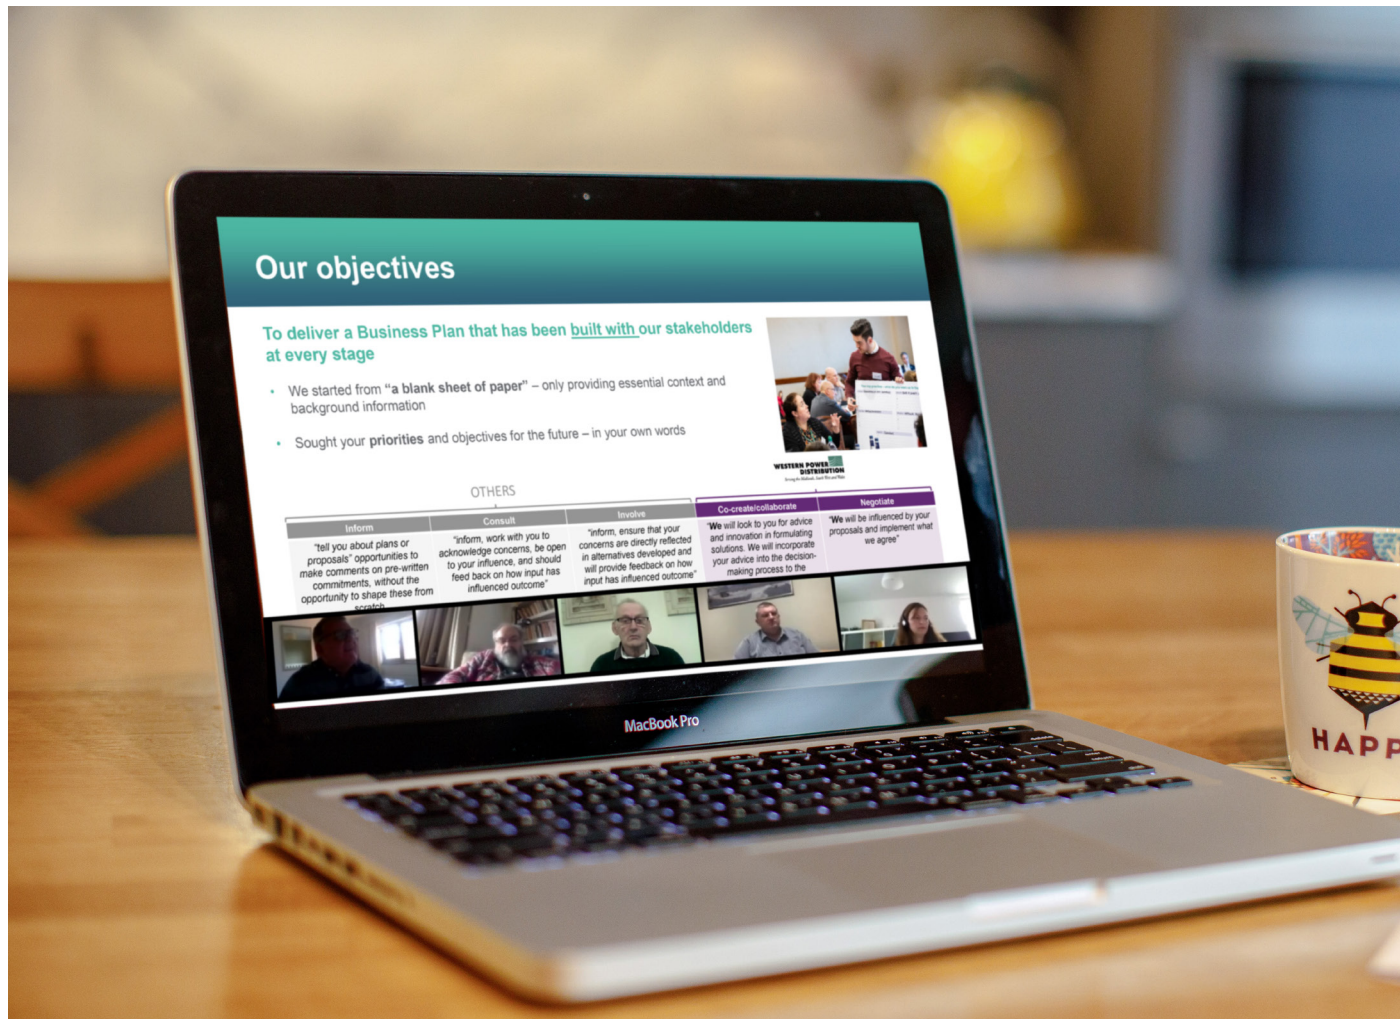 Our objectives
To deliver a Business Plan that has been built with our stakeholders
at every stage
• We started from “a blank sheet of paper” – only providing essential context and
background information
• Sought your priorities and objectives for the future – in your own words
WESTERN POWER
DISTRIBUTION
OTHERS
Inform
"tell you about plans or
proposals" opportunities to
make comments on pre-written
commitments, without the
opportunity to shape these from
scratch
Consult
"inform, work with you to
acknowledge concerns, be open
to your influence, and should
feed back on how input has
influenced outcome"
Involve
"inform, ensure that your
concerns are directly reflected
in alternatives developed and
will provide feedback on how
input has influenced outcome"
Co-create/collaborate
"We will look to you for advice
and innovation in formulating
solutions. We will incorporate
your advice into the decision-
making process to the
Negotiate
"We will be influenced by your
proposals and implement what
we agree"
MacBook Pro
HAPP